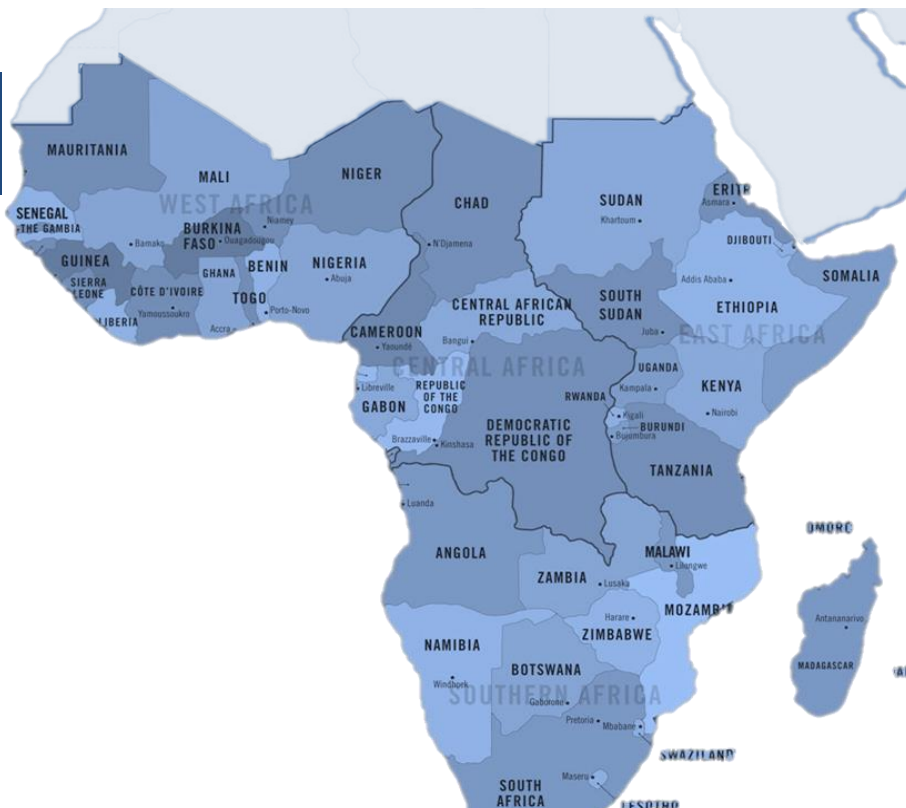 MAURITANIA
MALI
NIGER
CHAD
SUDAN
ERITR
Asmara
WEST AFRICA
Niamey
SENEGAL
THE GAMBIA
BURKINA
FASO
Ouagadougou
Khartoum
Bamako
N'Djamena
DJIBOUTI
GUINEA
GHANA
BENIN
NIGERIA
Abuja
Addis Ababa
SOMALIA
SIERRA
LEONE
CÔTE D'IVOIRE
Yamoussoukro
TOGO
Porto-Novo
CENTRAL AFRICAN
REPUBLIC
SOUTH
SUDAN
ETHIOPIA
LIBERIA
Accra
CAMEROON
Yaoundé
Bangui
Juba
EAST AFRICA
CENTRAL AFRICA
UGANDA
Kampala
KENYA
Libreville
GABON
REPUBLIC
OF THE
CONGO
RWANDA
Kigali
Nairobi
Brazzaville
Kinshasa
DEMOCRATIC
REPUBLIC OF
THE CONGO
BURUNDI
Bujumbura
TANZANIA
Luanda
ANGOLA
ZAMBIA
Lusaka
MALAWI
Lilongwe
OMORO
Harare
ZIMBABWE
MOZAMBI
Antananarivo
MADAGASCAR
NAMIBIA
Windhoek
BOTSWANA
SOUTHERN AFRICA
Gaborone
Pretoria
Mbabane
SWAZILAND
Maseru
SOUTH
AFRICA
LESOTHO